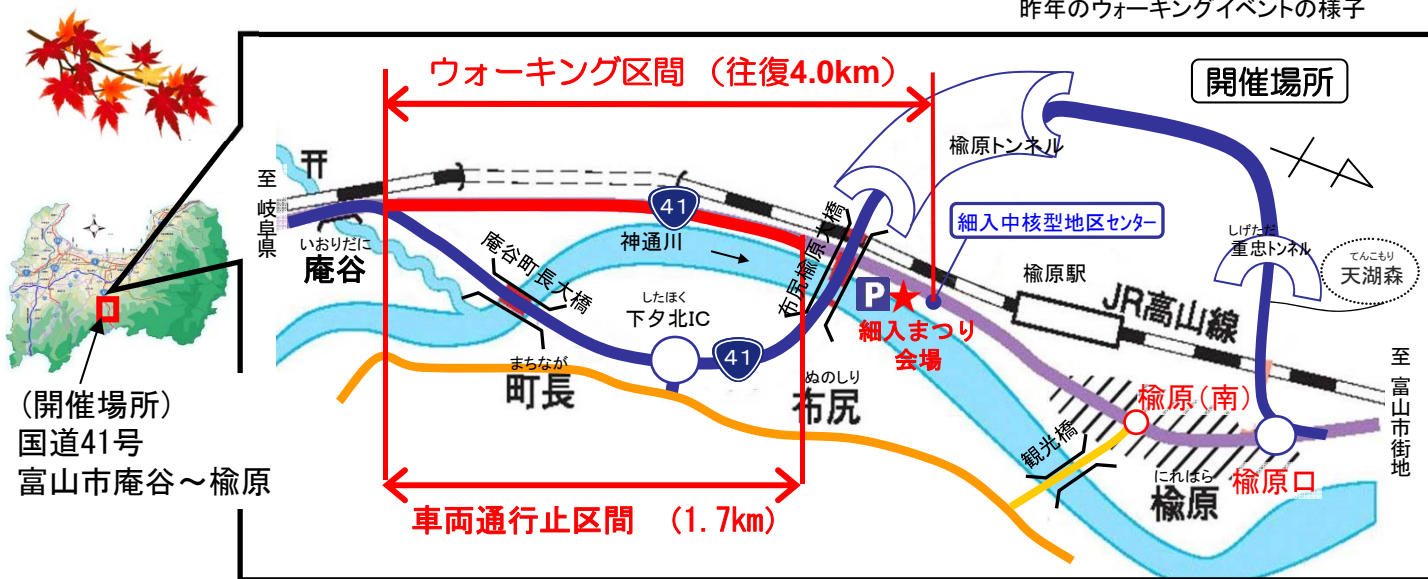 昨年のウォーキングイベントの様子
ウォーキング区間 (往復4.0km)
開催場所
楡原トンネル
至 岐阜県
41
細入中核型地区センター
しげただ
重忠トンネル
てんこもり
天湖森
いおりだに
庵谷
庵谷町長大橋
神通川
布尻楡原大橋
楡原駅
JR高山線
したほく
下タ北IC
P
細入まつり
会場
至 富山市街地
まちなが
町長
41
ぬのしり
布尻
楡原(南)
観光橋
にれはら
楡原
楡原口
(開催場所)
国道41号
富山市庵谷~楡原
車両通行止区間 (1.7km)